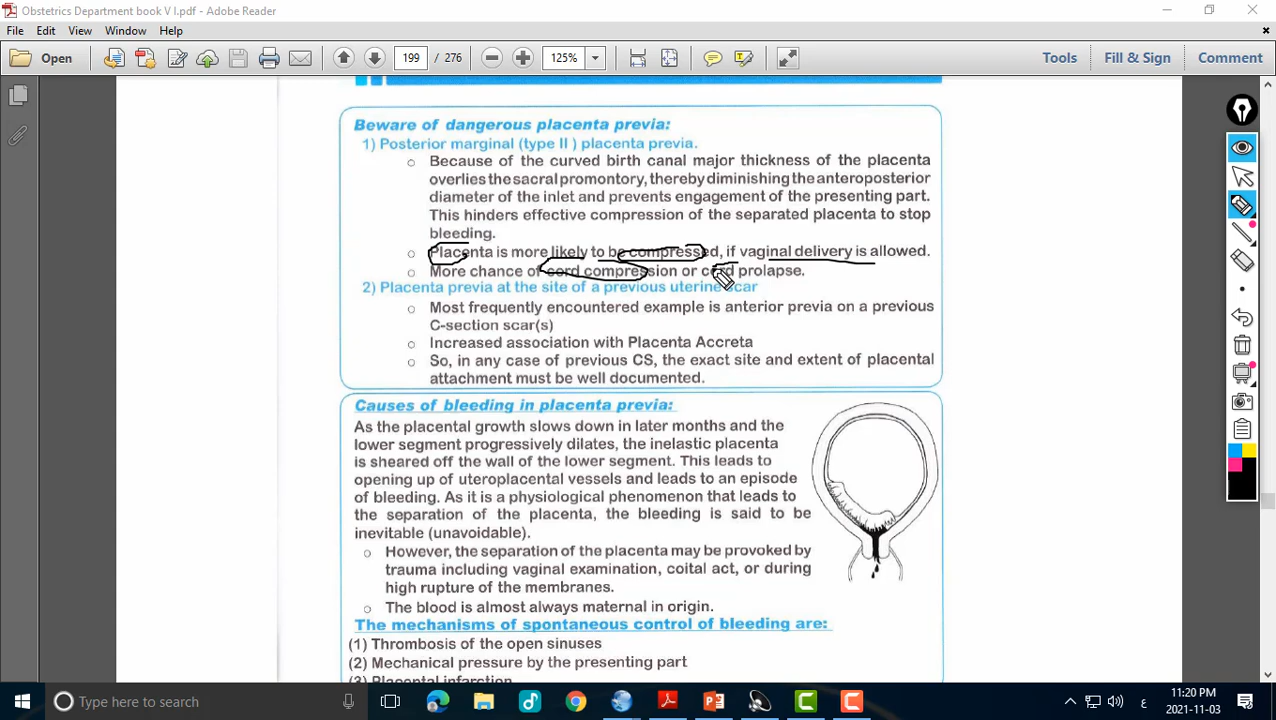 Obstetrics Department book V I.pdf - Adobe Reader
File Edit View Window Help
Open 199 / 276 125% Tools Fill & Sign Comment
Beware of dangerous placenta previa:
1) Posterior marginal (type II ) placenta previa.
Because of the curved birth canal major thickness of the placenta
overlies the sacral promontory, thereby diminishing the anteroposterior
diameter of the inlet and prevents engagement of the presenting part.
This hinders effective compression of the separated placenta to stop
bleeding.
Placenta is more likely to be compressed, if vaginal delivery is allowed.
More chance of cord compression or cord prolapse.
2) Placenta previa at the site of a previous uterine scar
Most frequently encountered example is anterior previa on a previous
C-section scar(s)
Increased association with Placenta Accreta
So, in any case of previous CS, the exact site and extent of placental
attachment must be well documented.
Causes of bleeding in placenta previa:
As the placental growth slows down in later months and the
lower segment progressively dilates, the inelastic placenta
is sheared off the wall of the lower segment. This leads to
opening up of uteroplacental vessels and leads to an episode
of bleeding. As it is a physiological phenomenon that leads to
the separation of the placenta, the bleeding is said to be
inevitable (unavoidable).
However, the separation of the placenta may be provoked by
trauma including vaginal examination, coital act, or during
high rupture of the membranes.
The blood is almost always maternal in origin.
The mechanisms of spontaneous control of bleeding are:
(1) Thrombosis of the open sinuses
(2) Mechanical pressure by the presenting part
(3) Placental infarction
Type here to search
ع
11:20 PM
2021-11-03